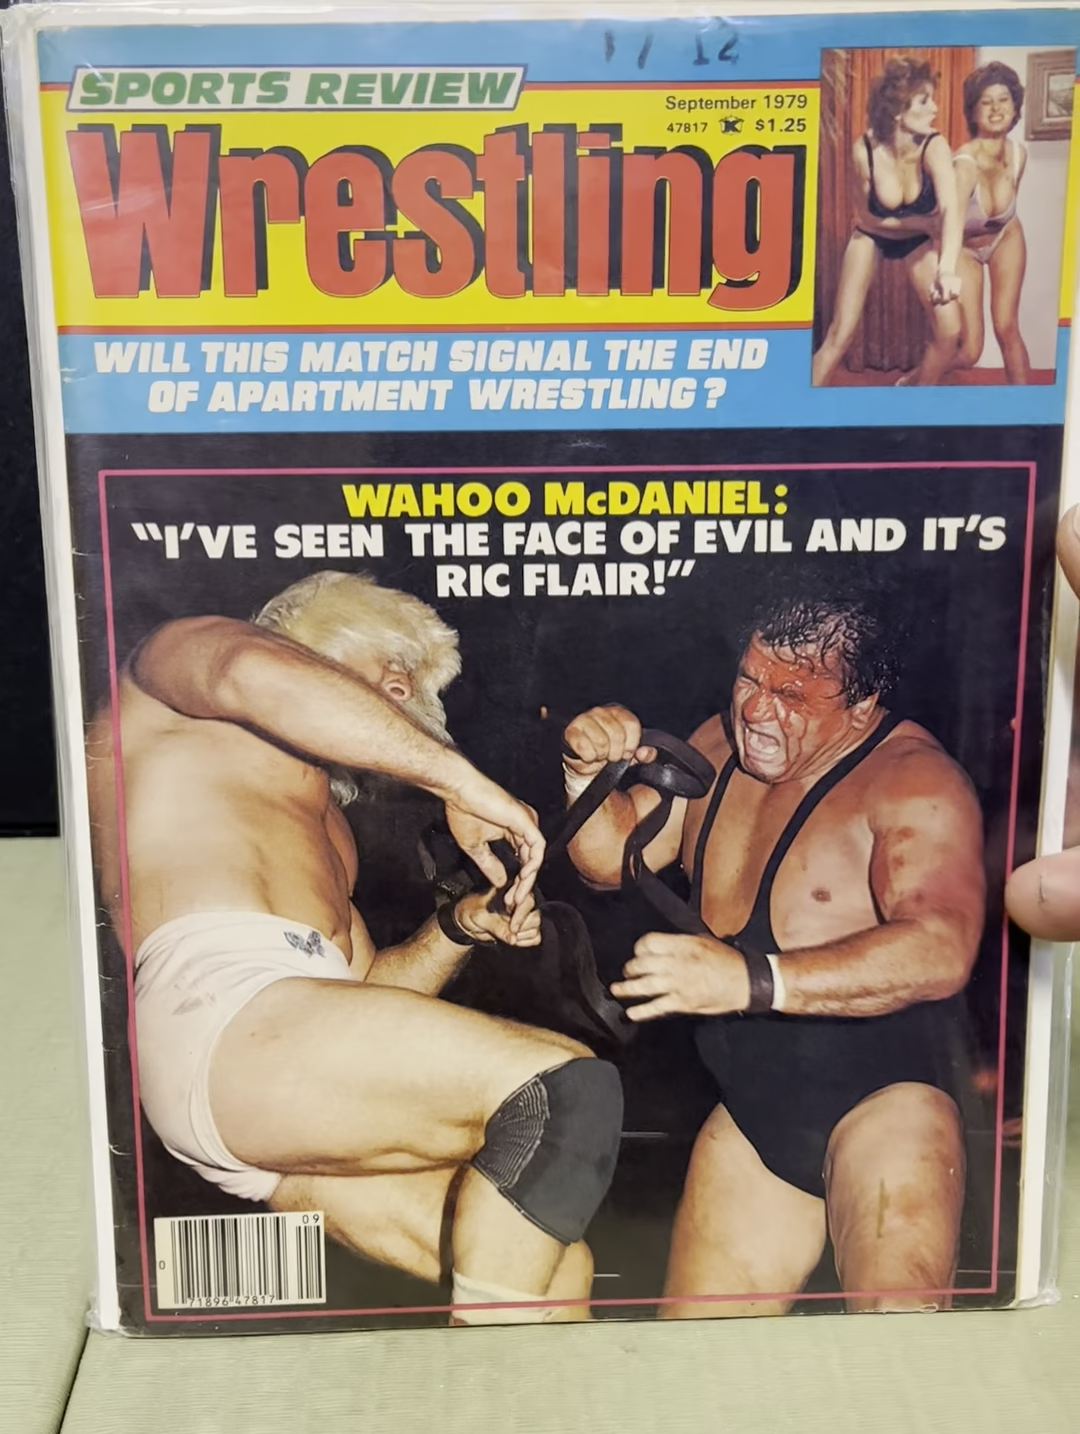 17 12
SPORTS REVIEW
Wrestling
September 1979
47817 K $1.25
WILL THIS MATCH SIGNAL THE END
OF APARTMENT WRESTLING?
WAHOO McDANIEL:
"I'VE SEEN THE FACE OF EVIL AND IT'S
RIC FLAIR!"
09
0
71896 47817